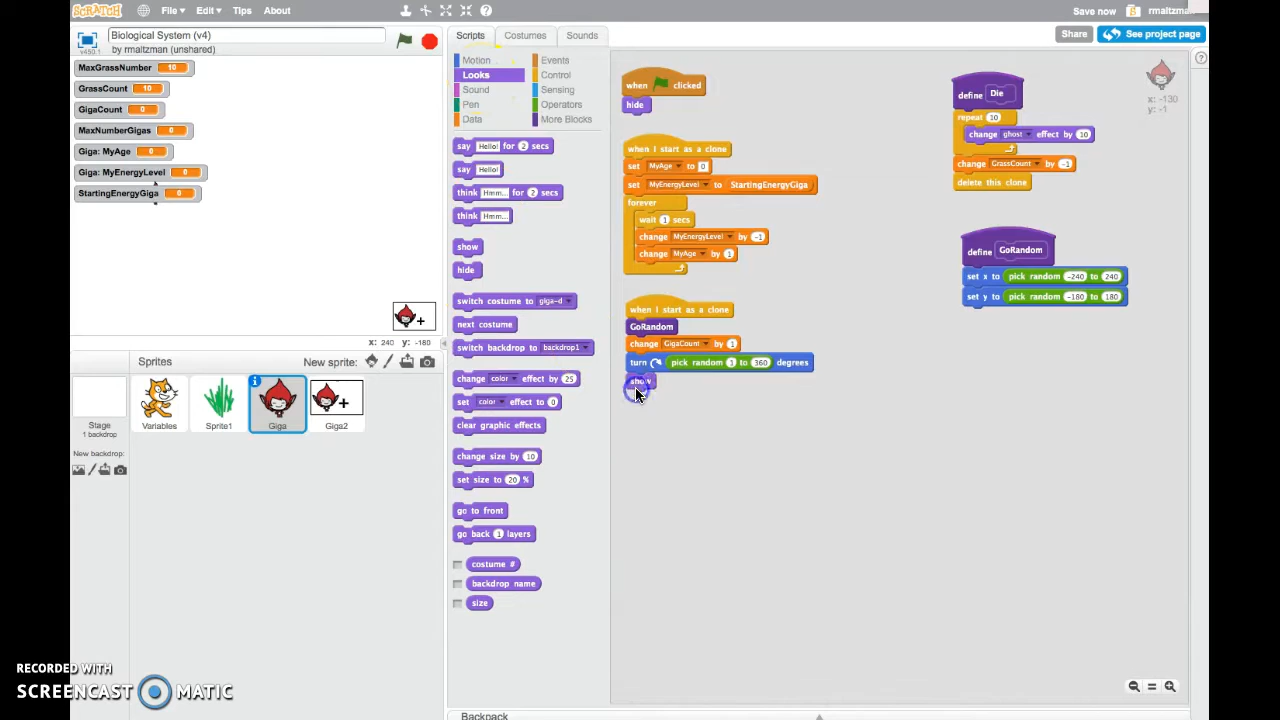 SCRATCH File Edit Tips About Save now rmaltzm
Biological System (v4)
by rmaltzman (unshared)
v450.1
Scripts Costumes Sounds
Share See project page
MaxGrassNumber 10
GrassCount 10
GigaCount 0
MaxNumberGigas 0
Giga: MyAge 0
Giga: MyEnergyLevel 0
StartingEnergyGiga 0
x: 240 y: -180
Sprites New sprite:
Stage
1 backdrop
New backdrop:
Variables
Sprite1
Giga
Giga2
Motion
Looks
Sound
Pen
Data
Events
Control
Sensing
Operators
More Blocks
say Hello! for 2 secs
say Hello!
think Hmm... for 2 secs
think Hmm...
show
hide
switch costume to giga-d
next costume
switch backdrop to backdrop1
change color effect by 25
set color effect to 0
clear graphic effects
change size by 10
set size to 20 %
go to front
go back 1 layers
costume #
backdrop name
size
when clicked
hide
when I start as a clone
set MyAge to 0
set MyEnergyLevel to StartingEnergyGiga
forever
wait 1 secs
change MyEnergyLevel by -1
change MyAge by 1
when I start as a clone
GoRandom
change GigaCount by 1
turn pick random 1 to 360 degrees
show
define Die
repeat 10
change ghost effect by 10
change GrassCount by -1
delete this clone
define GoRandom
set x to pick random -240 to 240
set y to pick random -180 to 180
x: -130
y: -1
Backpack
RECORDED WITH
SCREENCAST MATIC